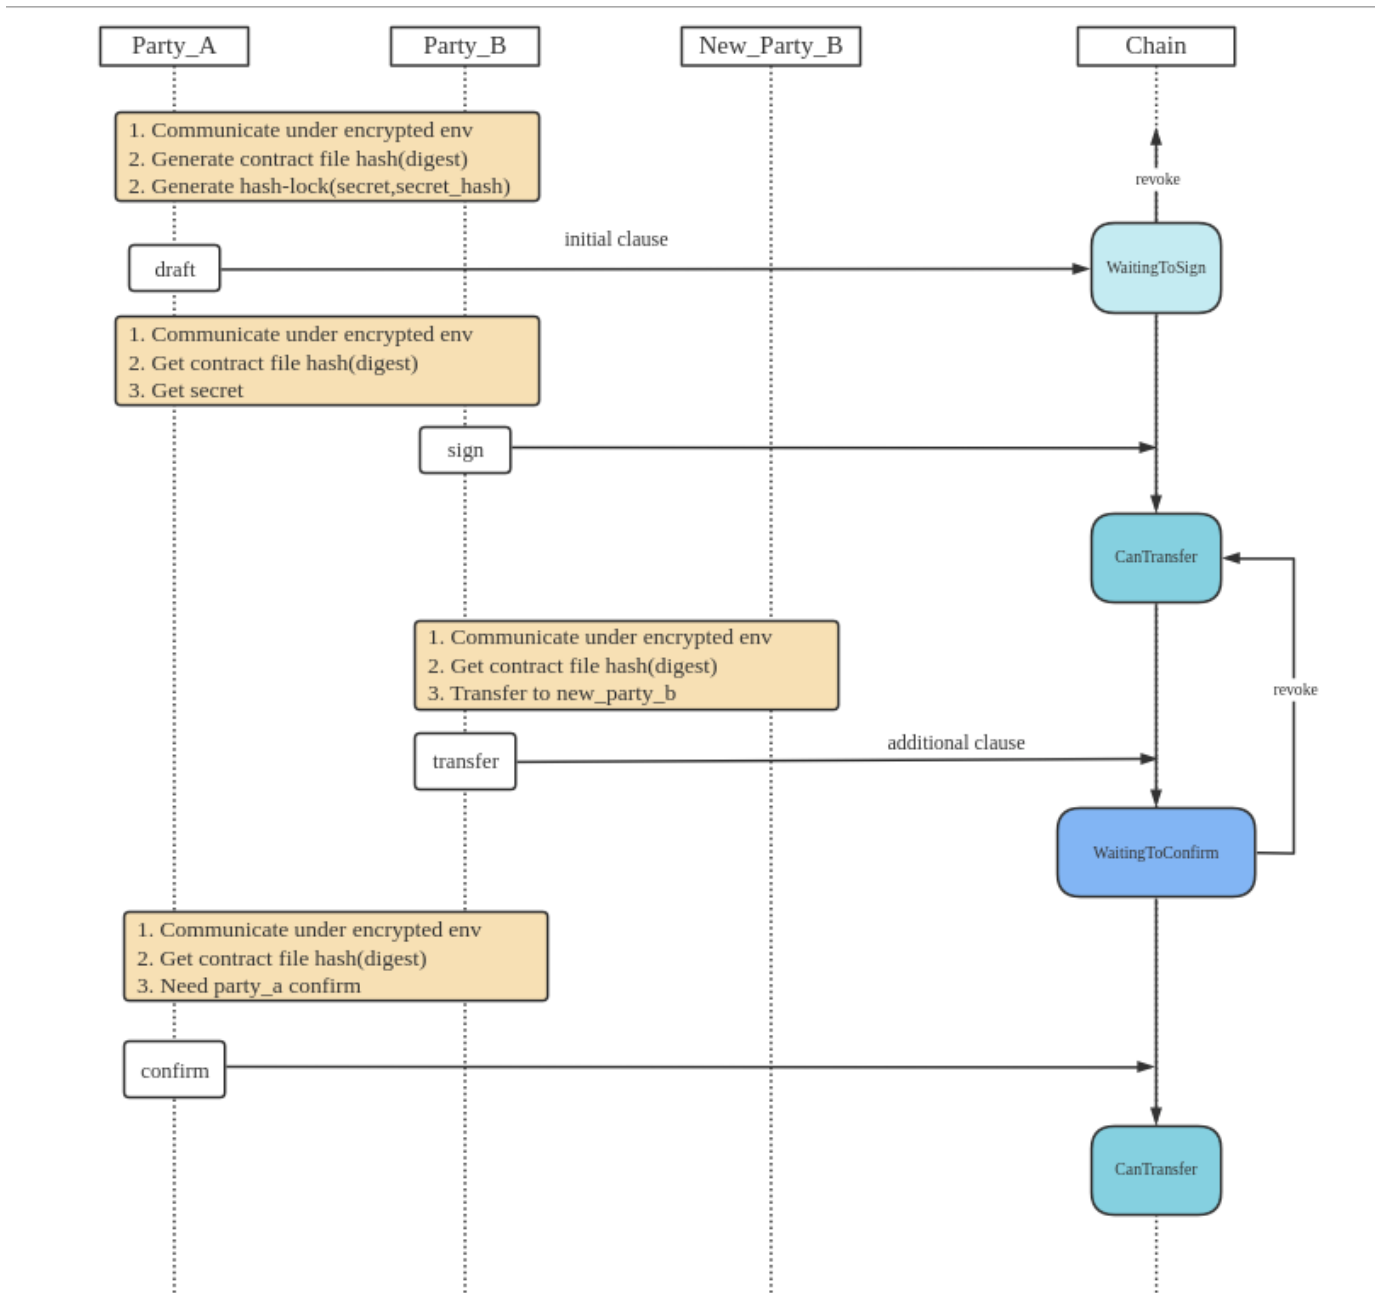 Party_A
Party_B
New_Party_B
Chain
1. Communicate under encrypted env
2. Generate contract file hash(digest)
2. Generate hash-lock(secret,secret_hash)
revoke
initial clause
draft
WaitingToSign
1. Communicate under encrypted env
2. Get contract file hash(digest)
3. Get secret
sign
CanTransfer
1. Communicate under encrypted env
2. Get contract file hash(digest)
3. Transfer to new_party_b
revoke
additional clause
transfer
WaitingToConfirm
1. Communicate under encrypted env
2. Get contract file hash(digest)
3. Need party_a confirm
confirm
CanTransfer